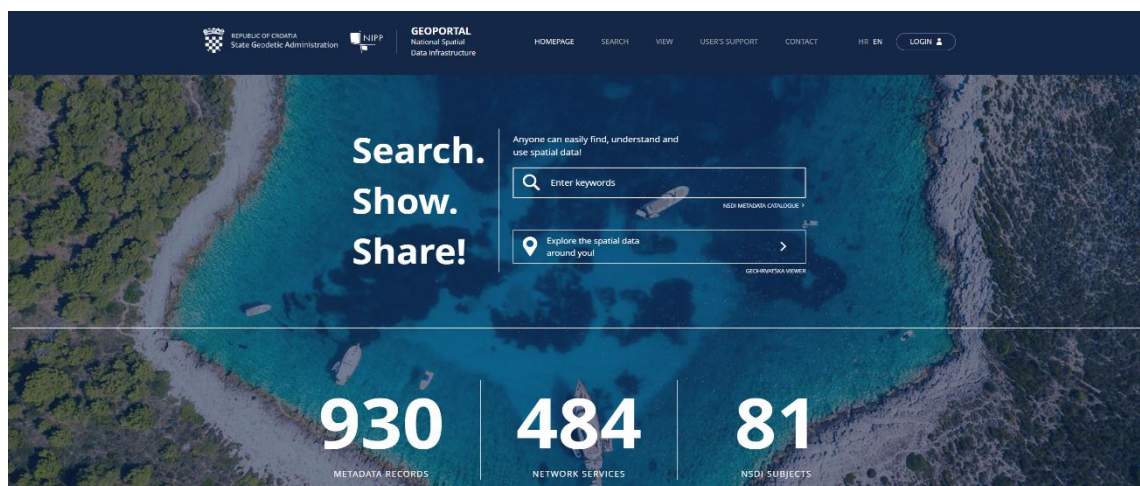 REPUBLIC OF CROATIA
State Geodetic Administration
NIPP
GEOPORTAL
National Spatial
Data Infrastructure
HOMEPAGE
SEARCH
VIEW
USER'S SUPPORT
CONTACT
HR EN
LOGIN
Search.
Show.
Share!
Anyone can easily find, understand and
use spatial data!
Enter keywords
NSDI METADATA CATALOGUE >
Explore the spatial data
around you!
GEOHRVATSKA VIEWER
930
METADATA RECORDS
484
NETWORK SERVICES
81
NSDI SUBJECTS